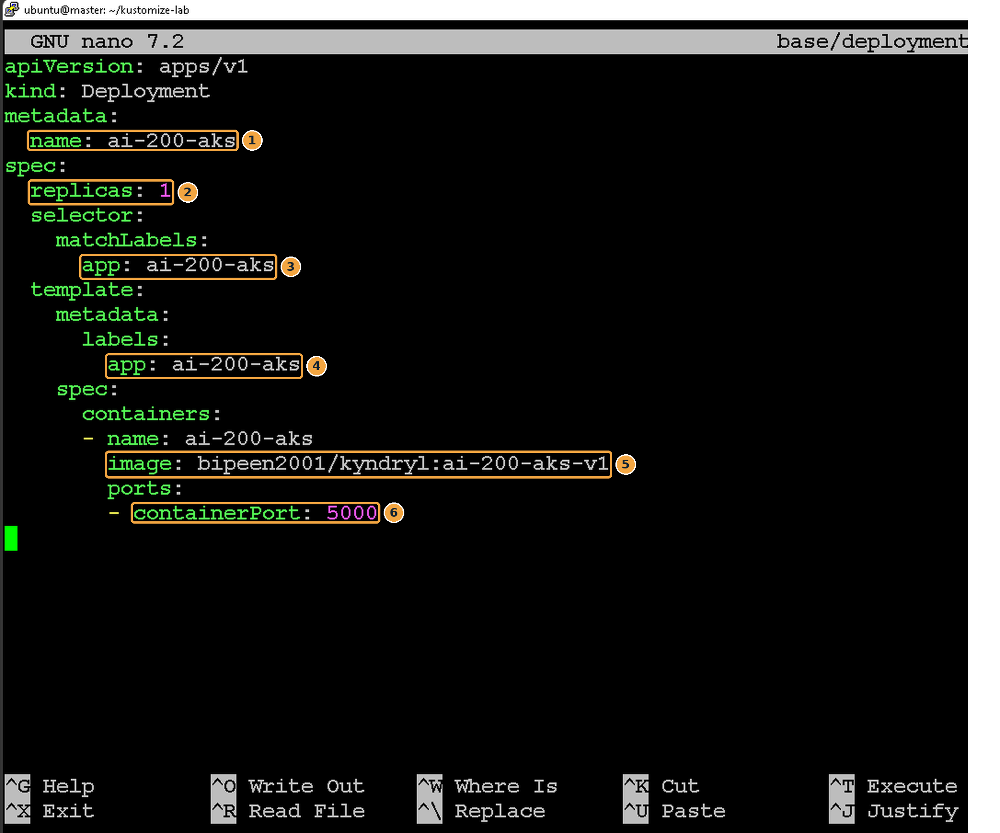 ubuntu@master: ~/kustomize-lab
GNU nano 7.2 base/deployment
apiVersion: apps/v1
kind: Deployment
metadata:
  name: ai-200-aks 1
spec:
  replicas: 1 2
  selector:
    matchLabels:
      app: ai-200-aks 3
  template:
    metadata:
      labels:
        app: ai-200-aks 4
    spec:
      containers:
      - name: ai-200-aks
        image: bipeen2001/kyndryl:ai-200-aks-v1 5
        ports:
        - containerPort: 5000 6
^G Help ^O Write Out ^W Where Is ^K Cut ^T Execute
^X Exit ^R Read File ^\ Replace ^U Paste ^J Justify